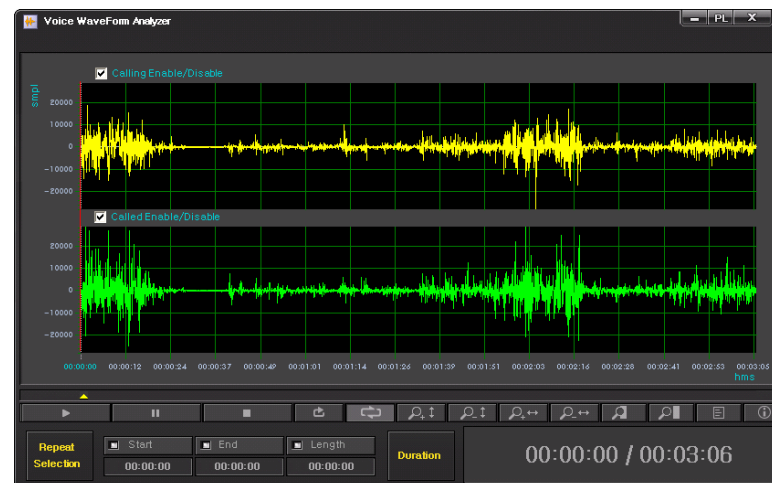 Voice WaveForm Analyzer
PL X
Calling Enable/Disable
smpl
20000
10000
0
-10000
-20000
Called Enable/Disable
20000
10000
0
-10000
-20000
00:00:00 00:00:12 00:00:24 00:00:37 00:00:49 00:01:01 00:01:14 00:01:26 00:01:39 00:01:51 00:02:03 00:02:16 00:02:28 00:02:41 00:02:53 00:03:05
hms
Repeat Selection
Start End Length
00:00:00 00:00:00 00:00:00
Duration
00:00:00 / 00:03:06